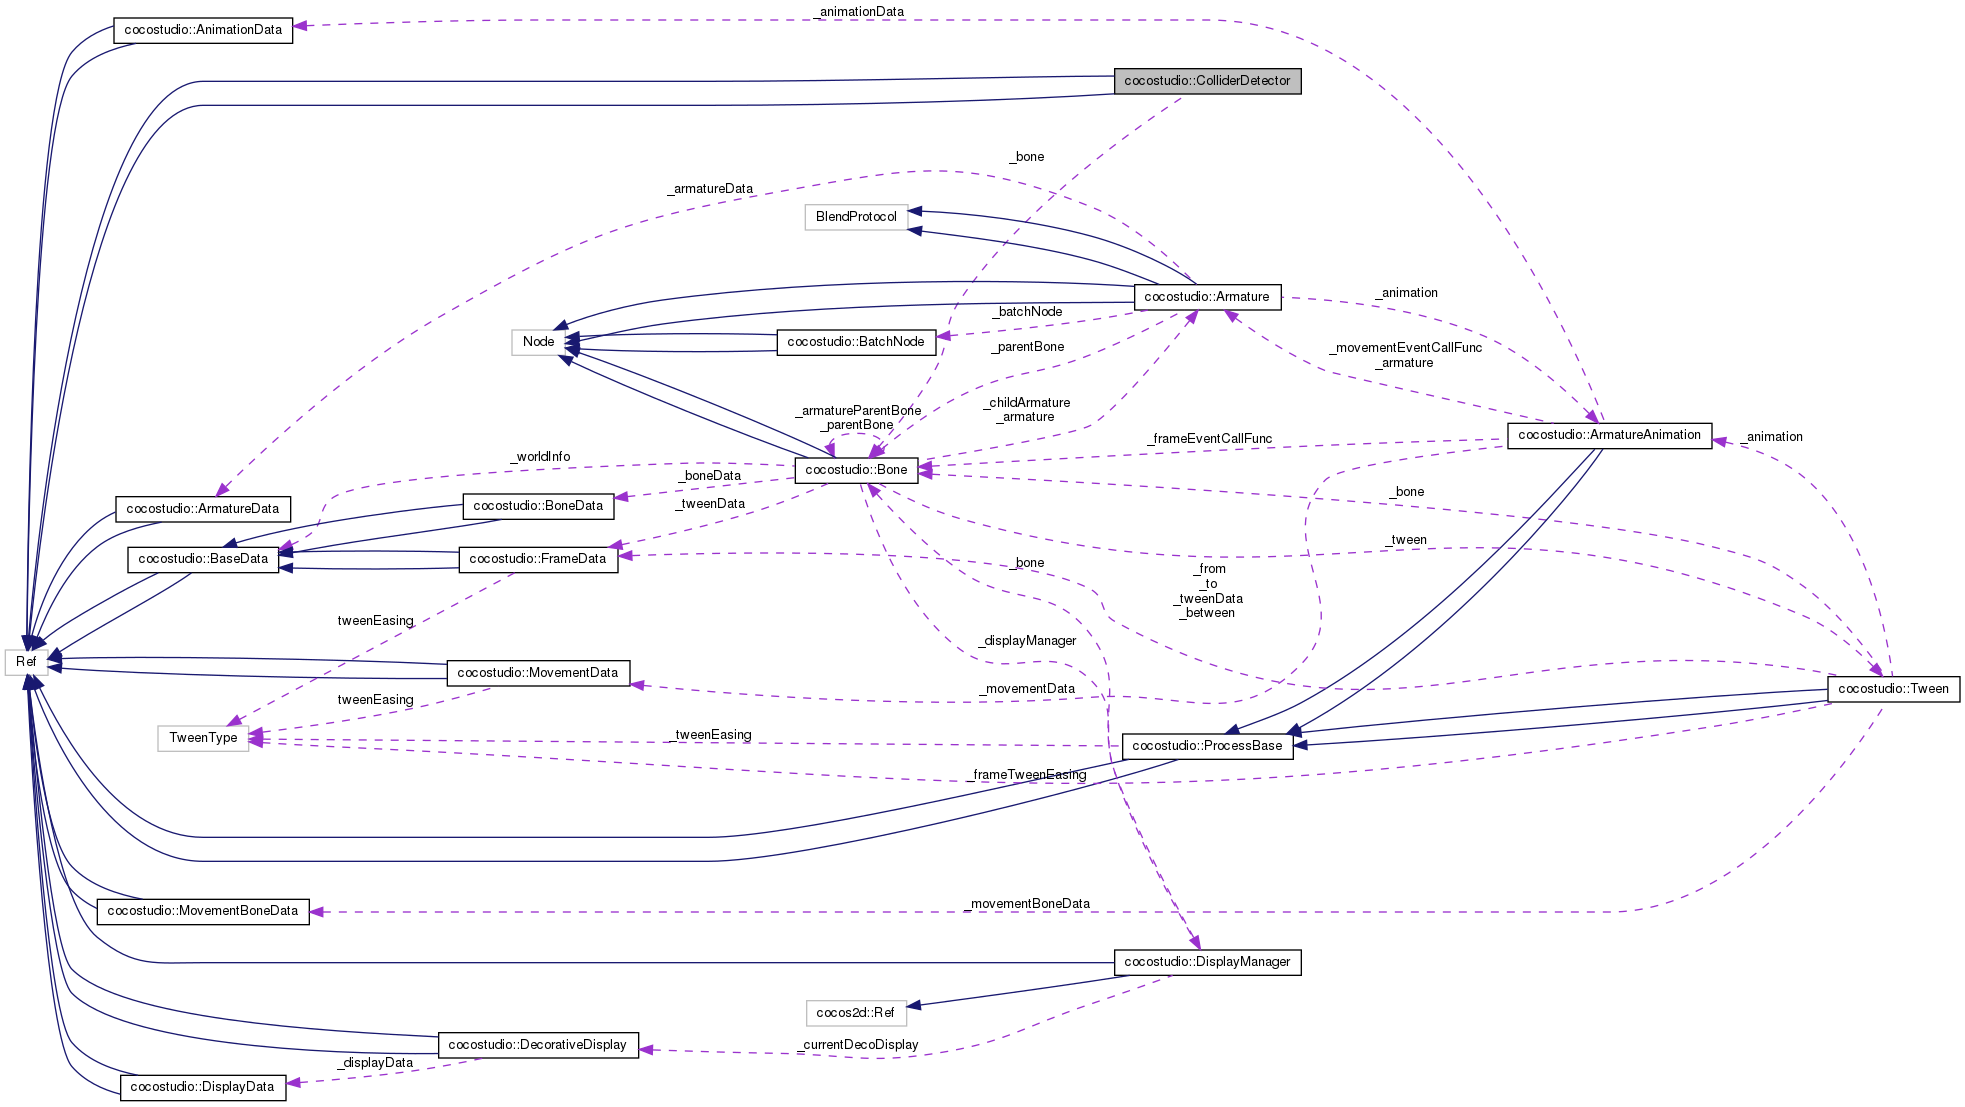 _animationData
cocostudio::AnimationData
cocostudio::ColliderDetector
_bone
_armatureData
BlendProtocol
cocostudio::Armature
_animation
_batchNode
Node
cocostudio::BatchNode
_parentBone
_movementEventCallFunc
_armature
_childArmature
_armature
_armatureParentBone
_parentBone
cocostudio::ArmatureAnimation
_animation
_frameEventCallFunc
_worldInfo
cocostudio::Bone
_boneData
_bone
_tweenData
cocostudio::ArmatureData
cocostudio::BoneData
_tween
cocostudio::BaseData
cocostudio::FrameData
_bone
_from
_to
_tweenData
_between
tweenEasing
_displayManager
Ref
cocostudio::MovementData
_movementData
cocostudio::Tween
tweenEasing
TweenType
_tweenEasing
cocostudio::ProcessBase
_frameTweenEasing
cocostudio::MovementBoneData
_movementBoneData
cocostudio::DisplayManager
cocos2d::Ref
cocostudio::DecorativeDisplay
_currentDecoDisplay
_displayData
cocostudio::DisplayData